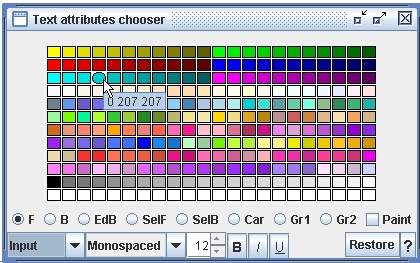 Text attributes chooser
0 207 207
F B EdB SelF SelB Car Gr1 Gr2 Paint
Input Monospaced 12 B I U Restore ?